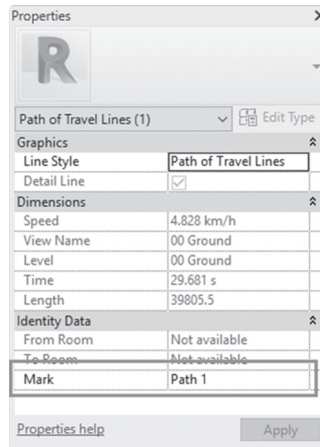 Properties
R
Path of Travel Lines (1) Edit Type
Graphics
Line Style Path of Travel Lines
Detail Line
Dimensions
Speed 4.828 km/h
View Name 00 Ground
Level 00 Ground
Time 29.681 s
Length 39805.5
Identity Data
From Room Not available
To Room Not available
Mark Path 1
Properties help Apply